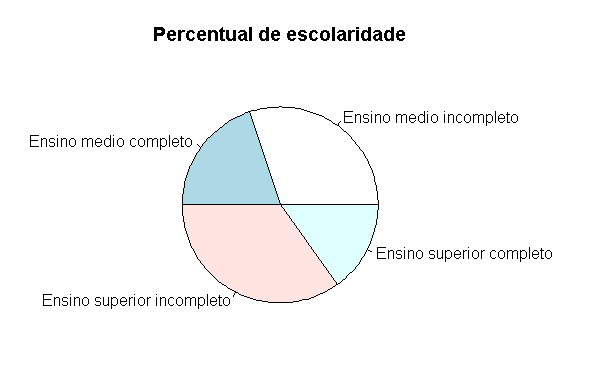 Percentual de escolaridade
Ensino medio incompleto
Ensino medio completo
Ensino superior completo
Ensino superior incompleto